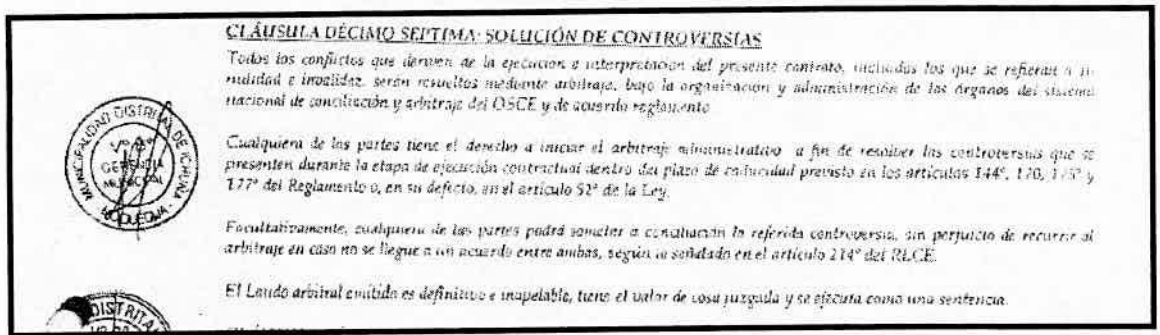 CLÁUSULA DÉCIMO SEPTIMA: SOLUCIÓN DE CONTROVERSIAS
Todos los conflictos que deriven de la ejecución e interpretación del presente contrato, incluidos los que se refieran a su
nulidad e invalidez, serán resueltos mediante arbitraje, bajo la organización y administración de los órganos del sistema
nacional de conciliación y arbitraje del OSCE y de acuerdo reglamento
Cualquiera de las partes tiene el derecho a iniciar el arbitraje administrativo a fin de resolver las controversias que se
presenten durante la etapa de ejecución contractual dentro del plazo de caducidad previsto en los artículos 144º, 170, 175º y
177º del Reglamento o, en su defecto, en el artículo 52º de la Ley.
Facultativamente, cualquiera de las partes podrá someter a conciliación la referida controversia, sin perjuicio de recurrir al
arbitraje en caso no se llegue a un acuerdo entre ambas, según lo señalado en el artículo 214º del RLCE.
El Laudo arbitral emitido es definitivo e inapelable, tiene el valor de cosa juzgada y se ejecuta como una sentencia.
MUNICIPALIDAD DISTRITAL DE ICHUÑA
GERENCIA
MUNICIPAL
MOQUEGUA
DISTRITAL